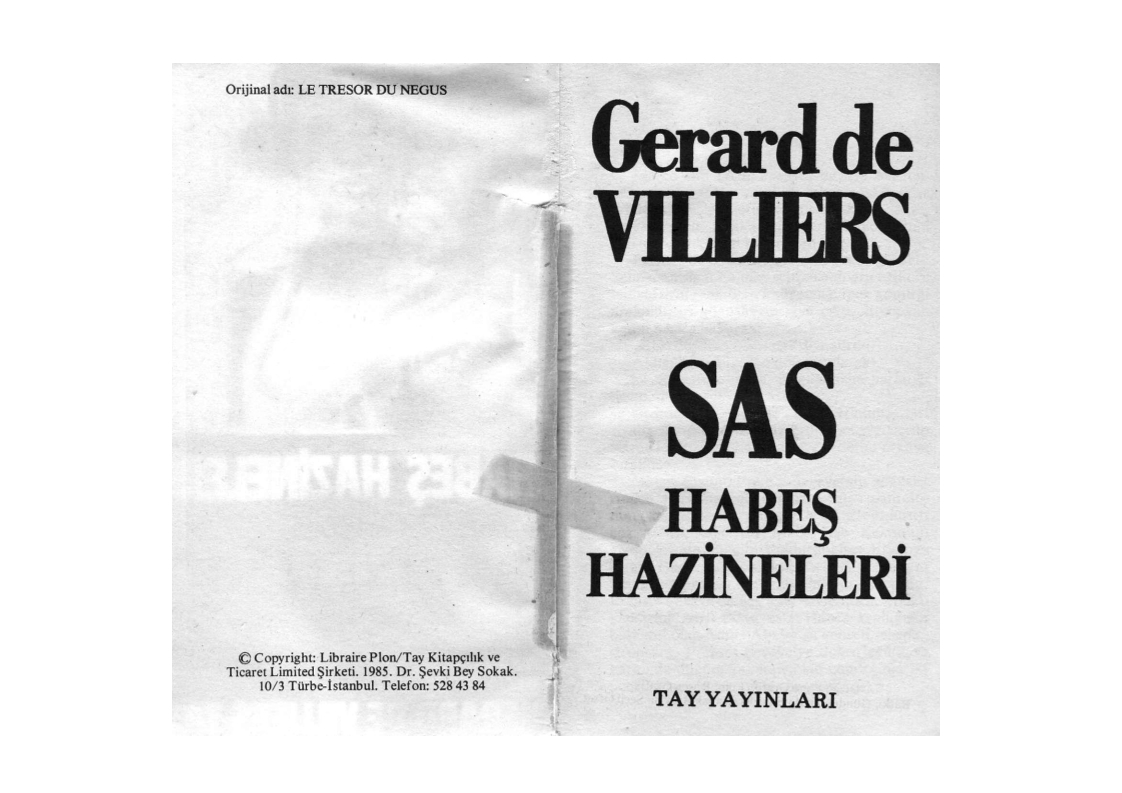 Orijinal adı: LE TRESOR DU NEGUS
© Copyright: Libraire Plon/Tay Kitapçılık ve
Ticaret Limited Şirketi. 1985. Dr. Şevki Bey Sokak.
10/3 Türbe-İstanbul. Telefon: 528 43 84
Gerard de
VILLIERS
SAS
HABEŞ
HAZİNELERİ
TAY YAYINLARI